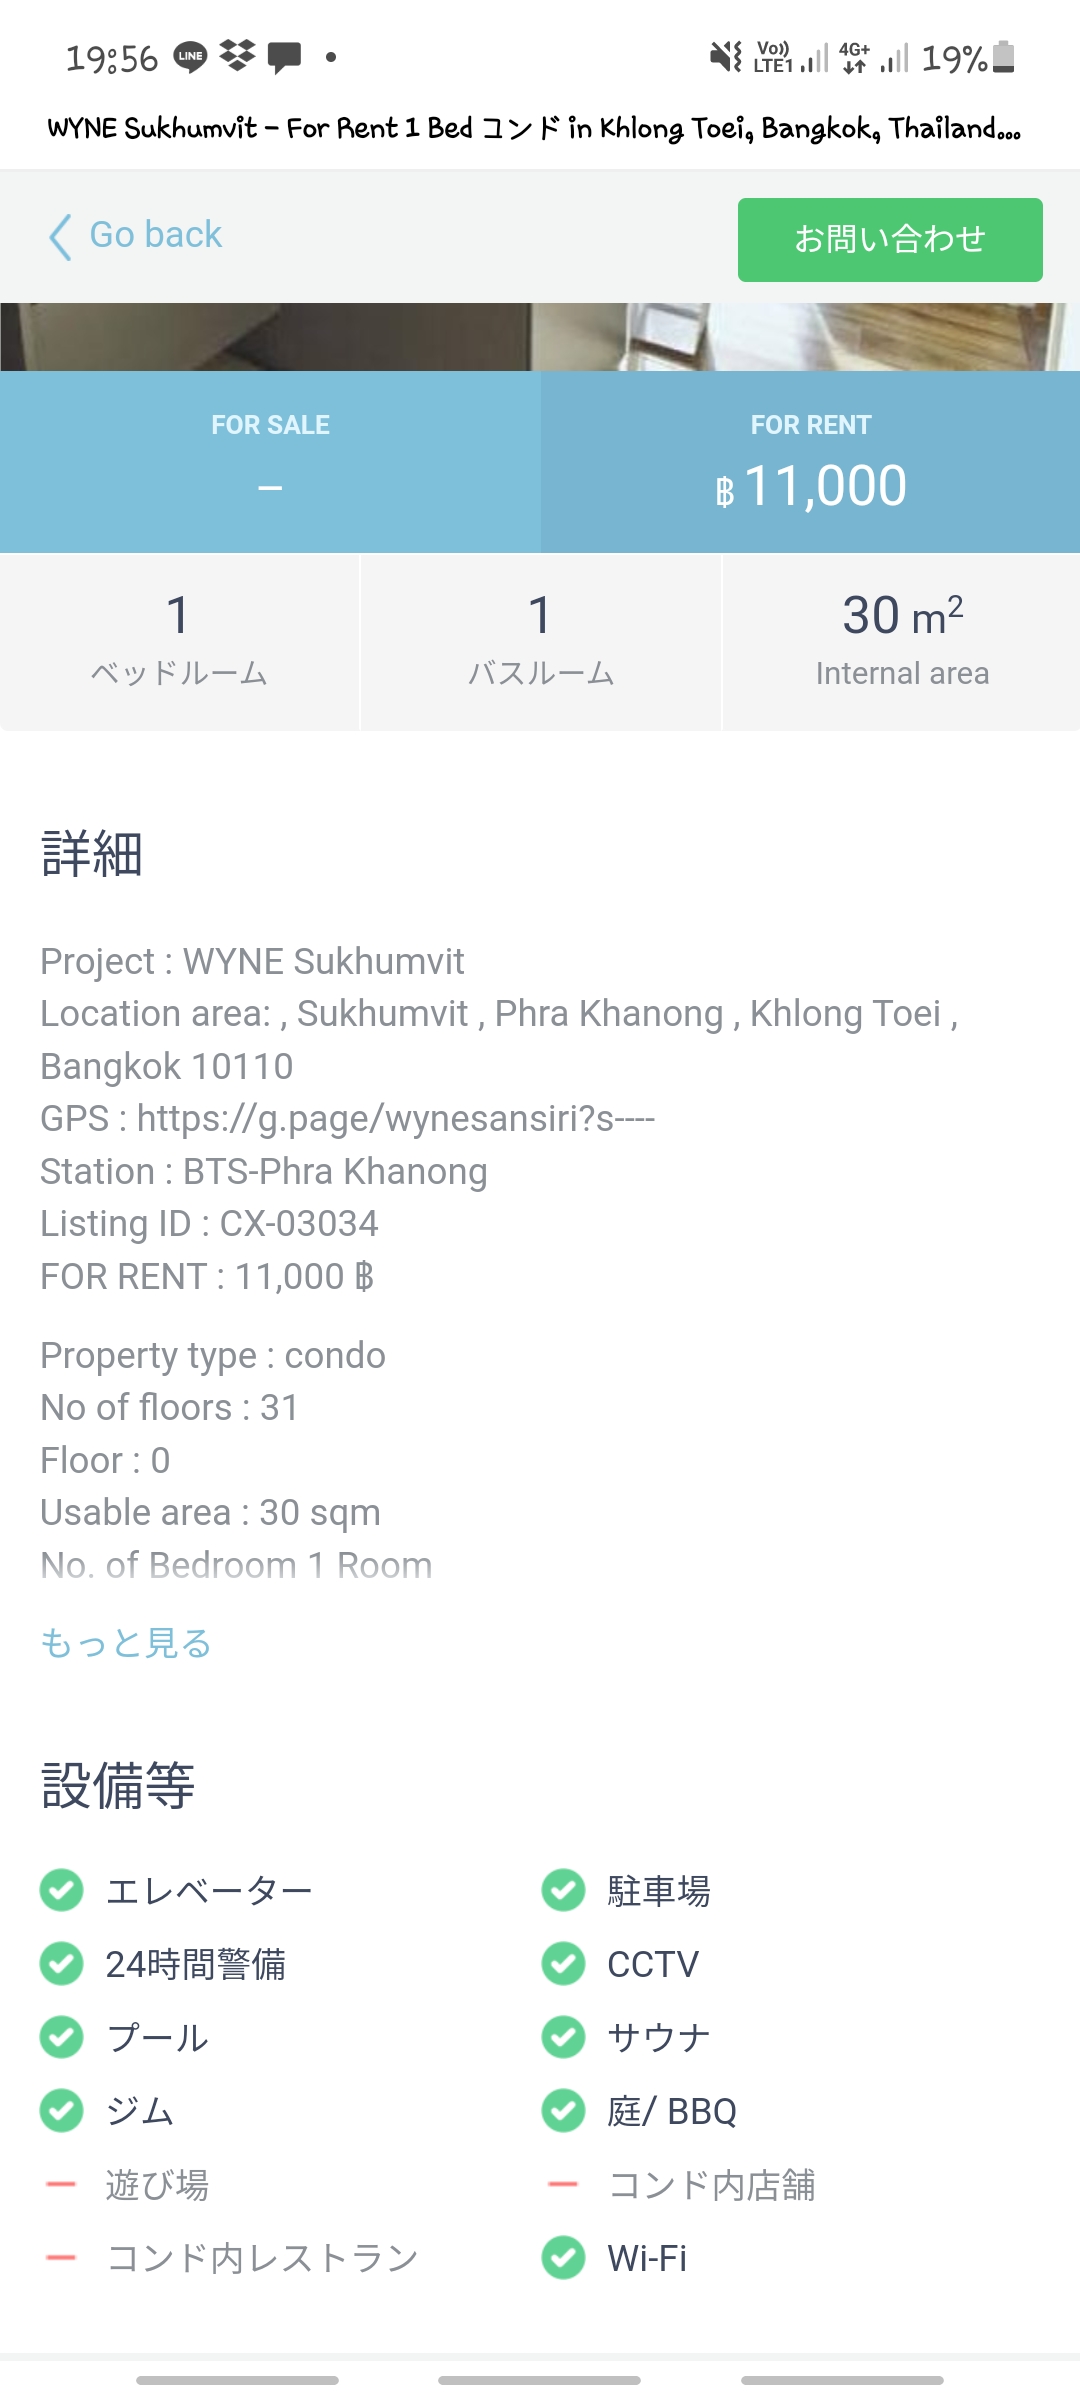 19:56 LINE Vo)) LTE1 4G+ 19%
WYNE Sukhumvit - For Rent 1 Bed コンド in Khlong Toei, Bangkok, Thailand...
Go back
お問い合わせ
FOR SALE
–
FOR RENT
฿ 11,000
1
ベッドルーム
1
バスルーム
30 m²
Internal area
詳細
Project : WYNE Sukhumvit
Location area: , Sukhumvit , Phra Khanong , Khlong Toei ,
Bangkok 10110
GPS : https://g.page/wynesansiri?s----
Station : BTS-Phra Khanong
Listing ID : CX-03034
FOR RENT : 11,000 ฿
Property type : condo
No of floors : 31
Floor : 0
Usable area : 30 sqm
No. of Bedroom 1 Room
もっと見る
設備等
エレベーター
駐車場
24時間警備
CCTV
プール
サウナ
ジム
庭/ BBQ
遊び場
コンド内店舗
コンド内レストラン
Wi-Fi